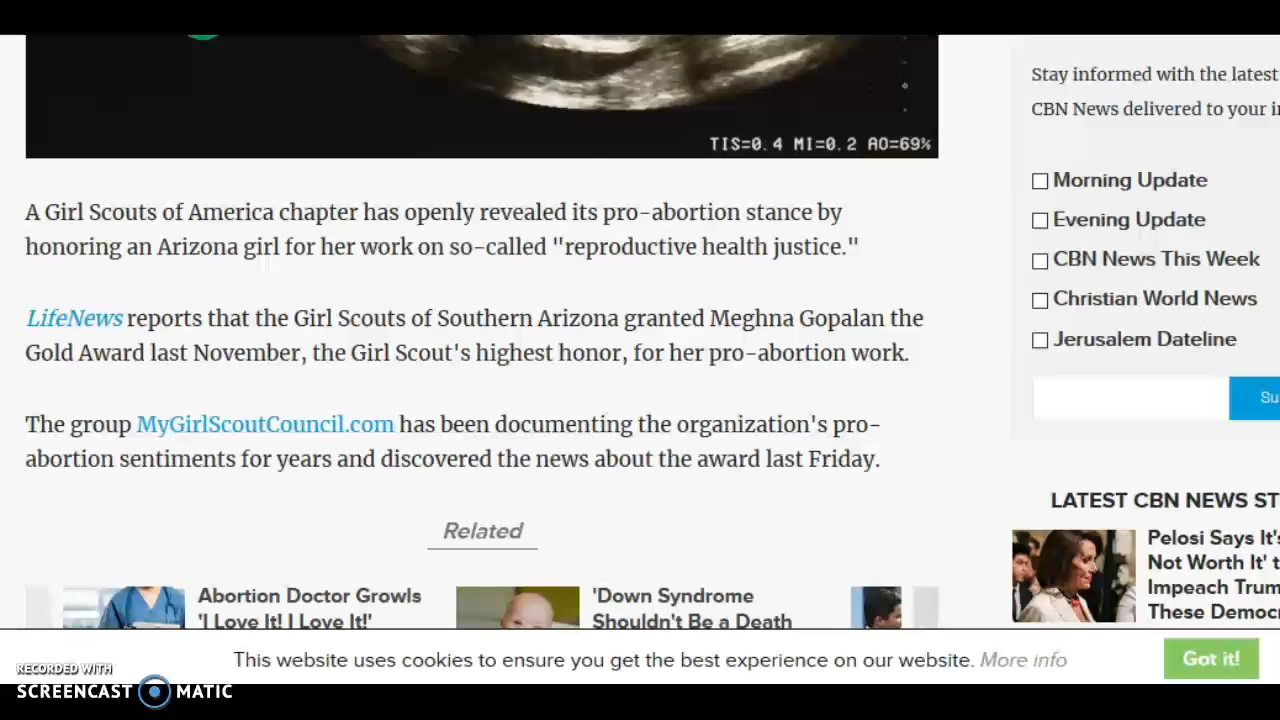 TIS=0.4 MI=0.2 AO=69%
A Girl Scouts of America chapter has openly revealed its pro-abortion stance by
honoring an Arizona girl for her work on so-called "reproductive health justice."
LifeNews reports that the Girl Scouts of Southern Arizona granted Meghna Gopalan the
Gold Award last November, the Girl Scout's highest honor, for her pro-abortion work.
The group MyGirlScoutCouncil.com has been documenting the organization's pro-
abortion sentiments for years and discovered the news about the award last Friday.
Related
Abortion Doctor Growls
'I Love It! I Love It!'
'Down Syndrome
Shouldn't Be a Death
Stay informed with the latest
CBN News delivered to your
Morning Update
Evening Update
CBN News This Week
Christian World News
Jerusalem Dateline
Su
LATEST CBN NEWS ST
Pelosi Says It's
Not Worth It' t
Impeach Trum
These Democ
This website uses cookies to ensure you get the best experience on our website. More info
Got it!
RECORDED WITH
SCREENCAST MATIC